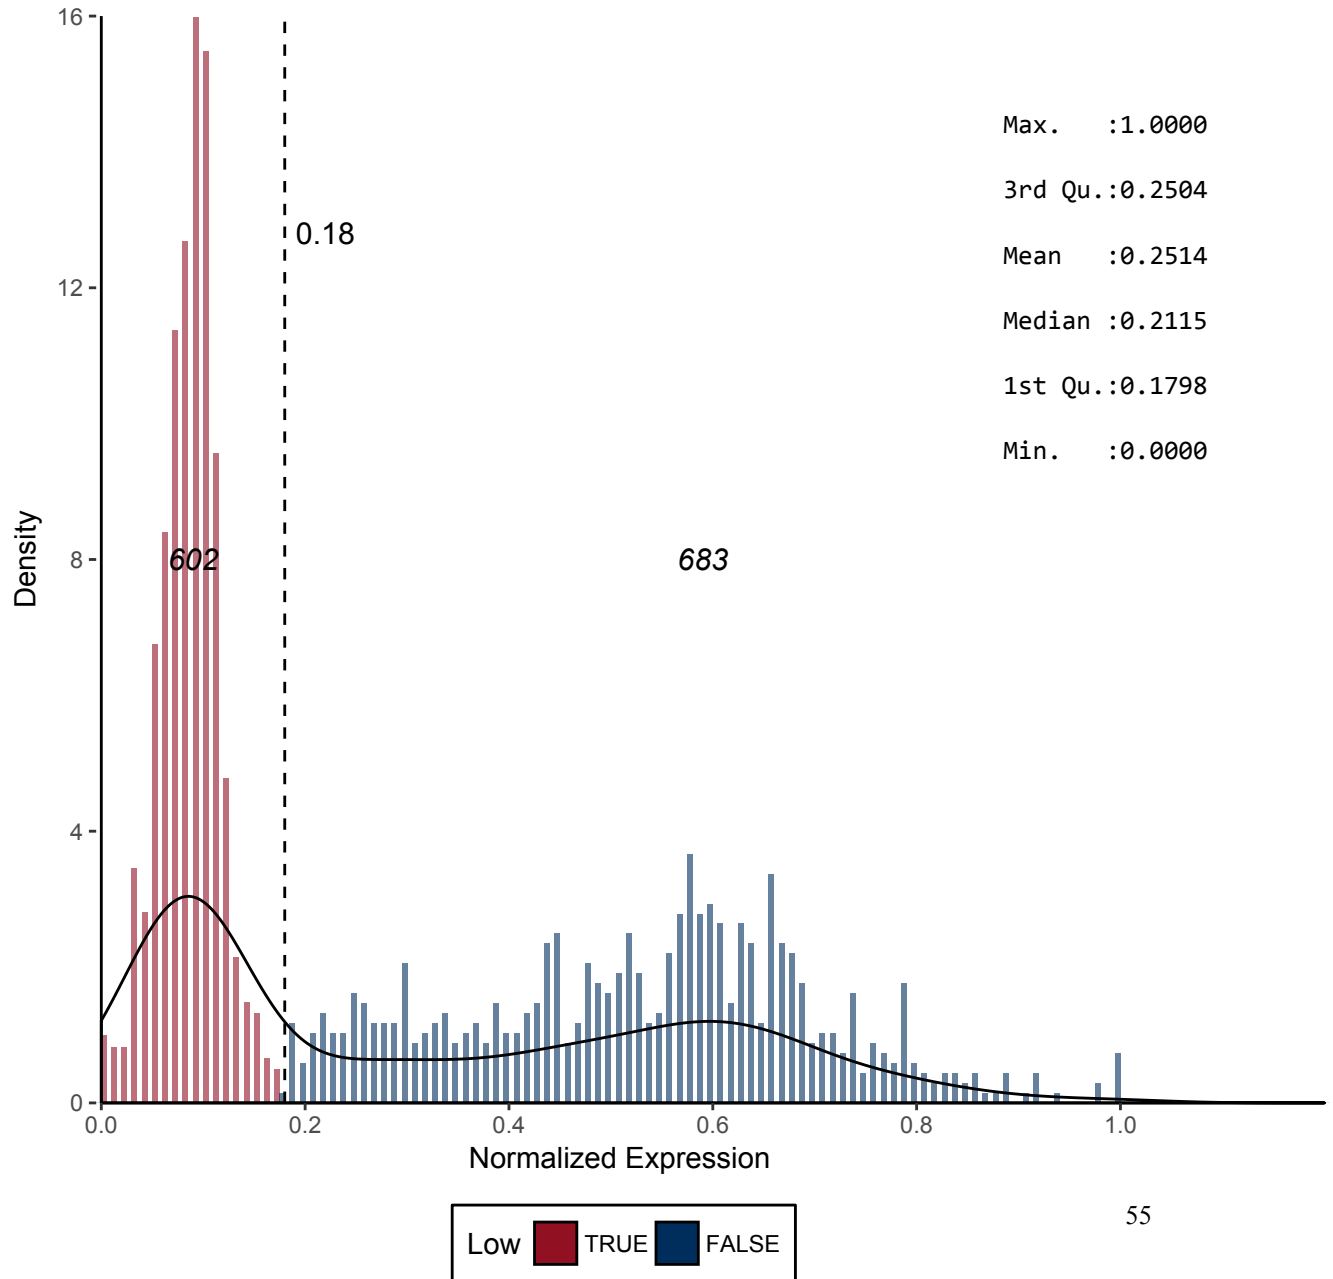 16
Max. :1.0000
3rd Qu.:0.2504
0.18
Mean :0.2514
12
Median :0.2115
1st Qu.:0.1798
Min. :0.0000
Density
8
602
683
4
0
0.0 0.2 0.4 0.6 0.8 1.0
Normalized Expression
55
Low TRUE FALSE